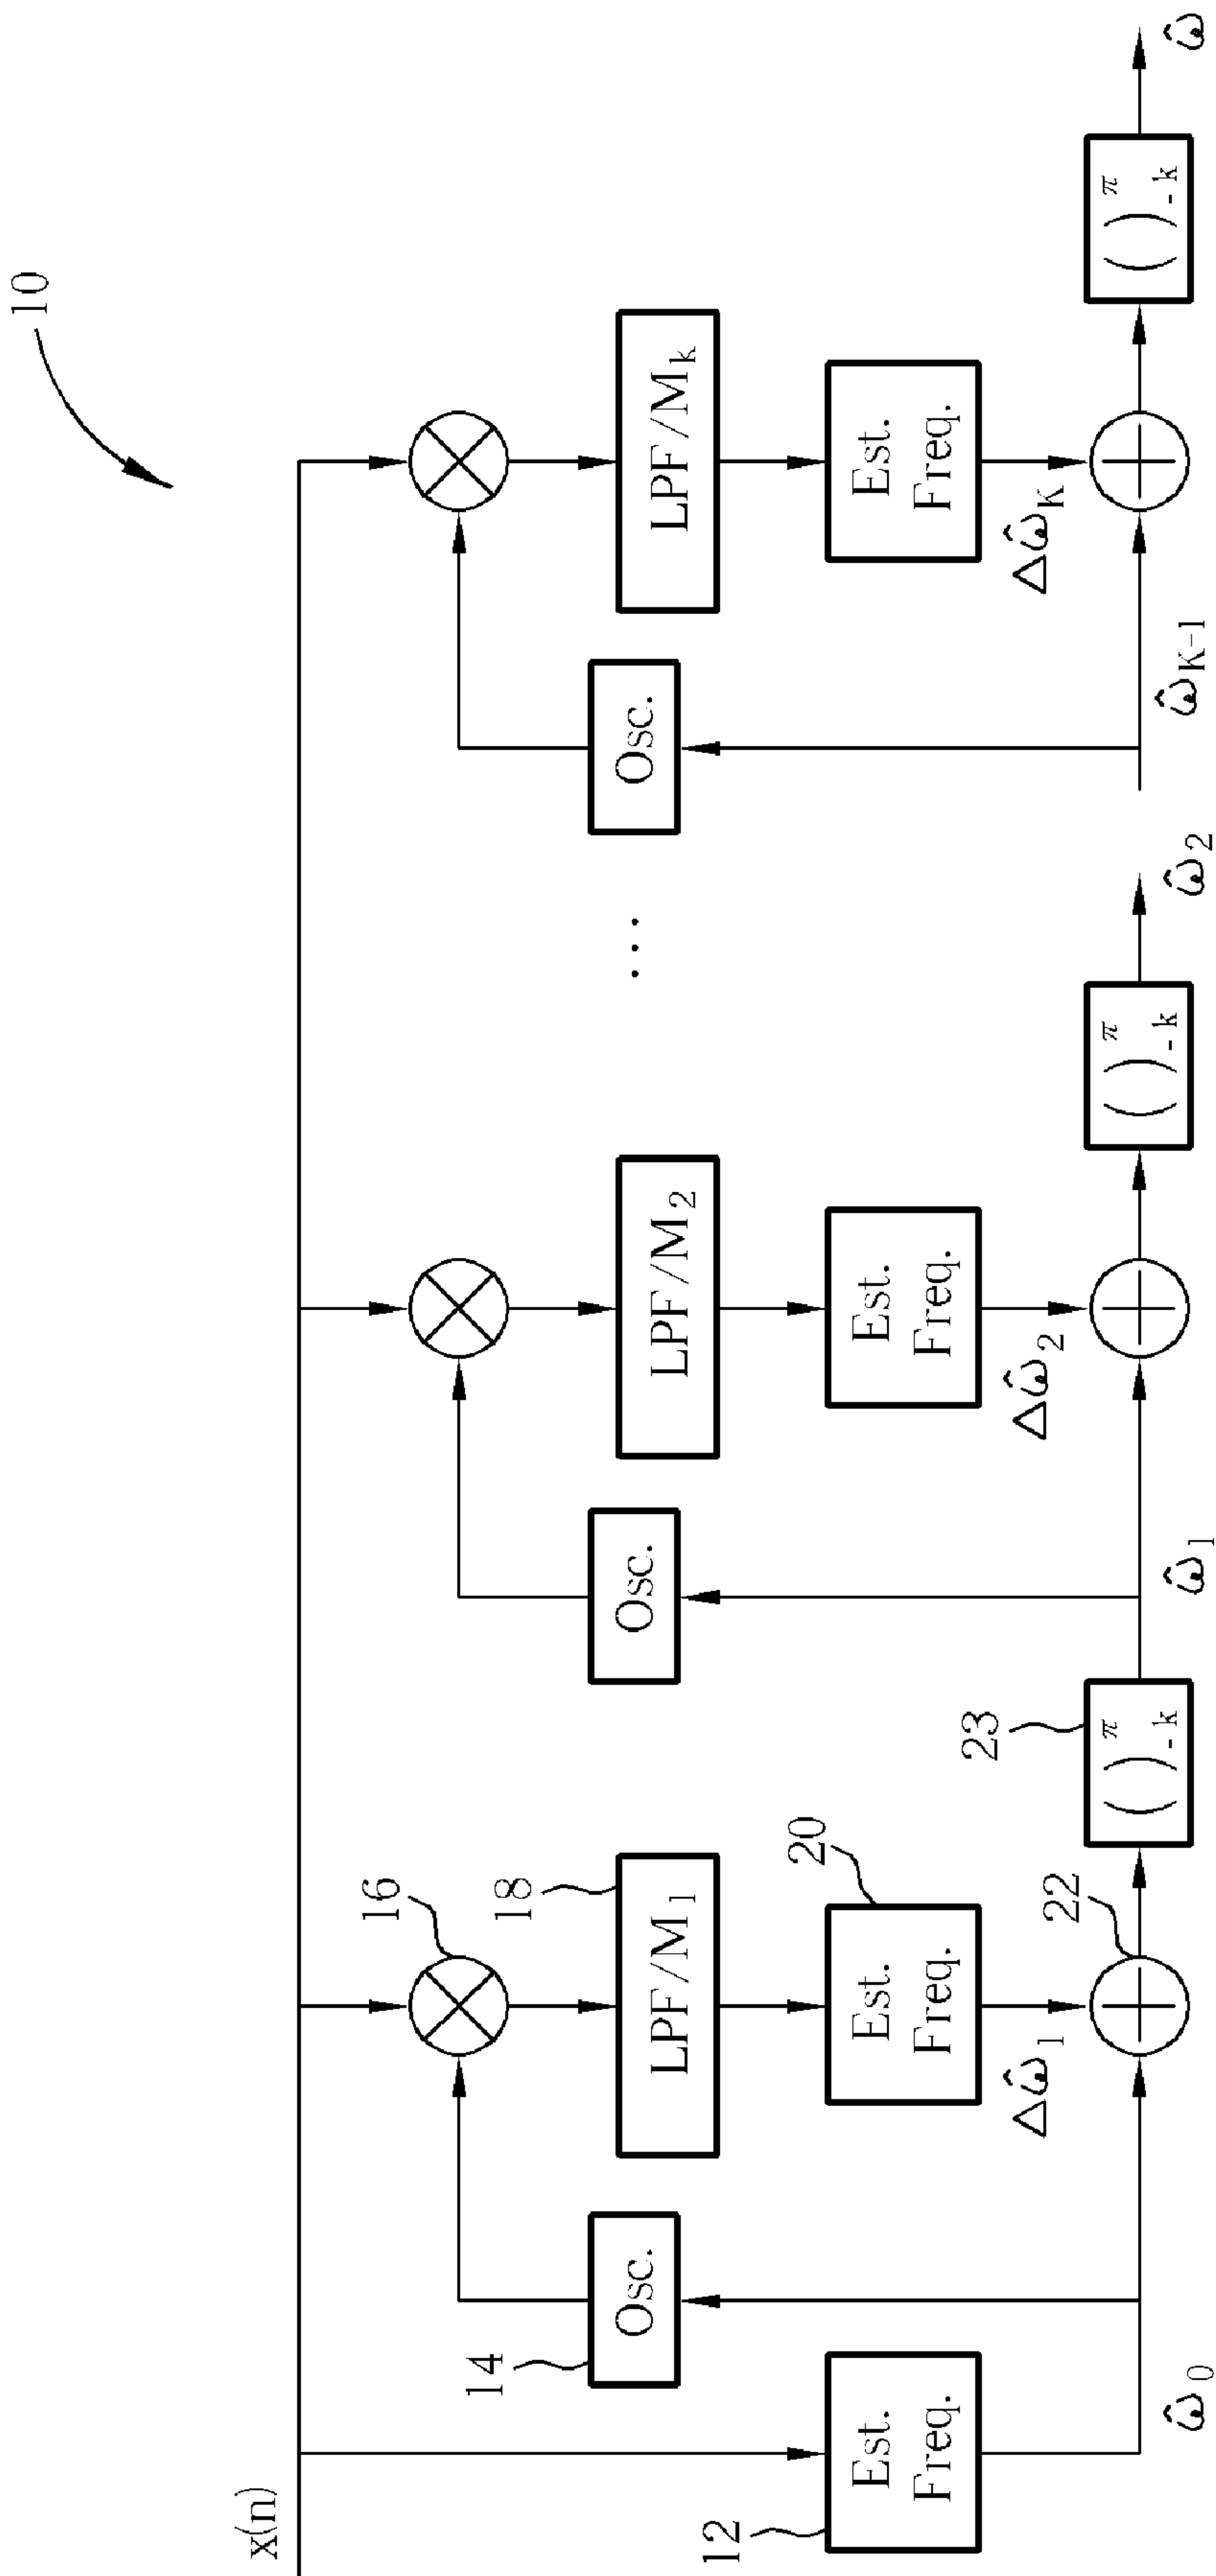 10
x(n)
16
14
Osc.
18
LPF/M1
12
Est.
Freq.
20
Est.
Freq.
Δω̂1
22
23
( )π-k
ω̂0
Osc.
LPF/M2
Est.
Freq.
Δω̂2
( )π-k
ω̂1
ω̂2
...
Osc.
LPF/Mk
Est.
Freq.
Δω̂K
( )π-k
ω̂K-1
ω̂